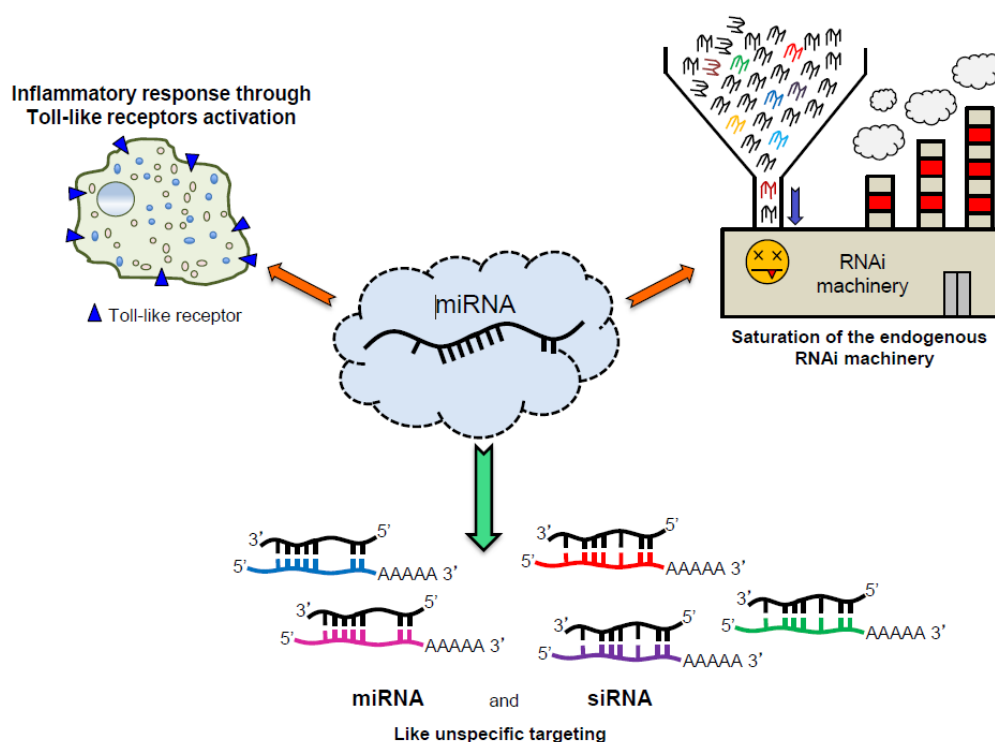 Inflammatory response through
Toll-like receptors activation
Toll-like receptor
miRNA
RNAi
machinery
Saturation of the endogenous
RNAi machinery
3’ 5’
5’ AAAAA 3’
3’ 5’
5’ AAAAA 3’
3’ 5’
5’ AAAAA 3’
3’ 5’
5’ AAAAA 3’
3’ 5’
5’ AAAAA 3’
miRNA and siRNA
Like unspecific targeting